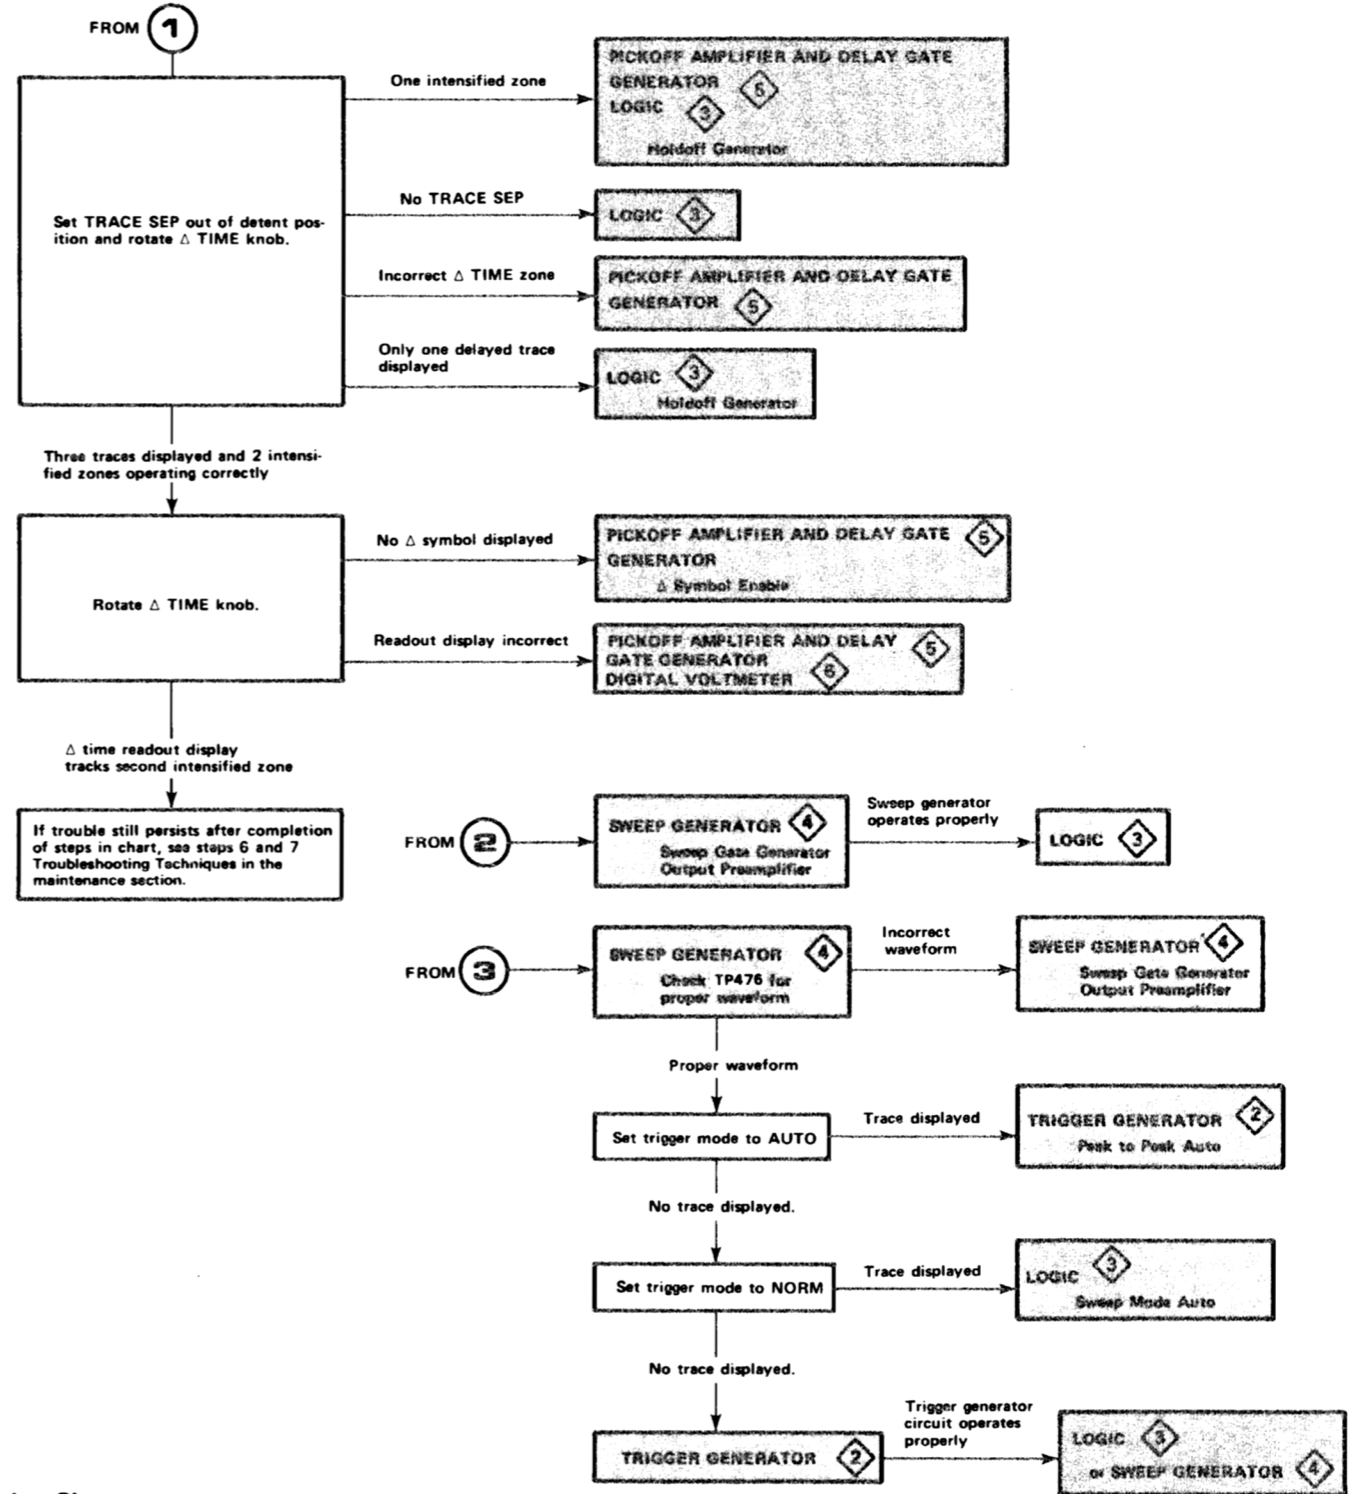 FROM 1
One intensified zone
PICKOFF AMPLIFIER AND DELAY GATE
GENERATOR 5
LOGIC 3
Holdoff Generator
Set TRACE SEP out of detent pos-
ition and rotate Δ TIME knob.
No TRACE SEP
LOGIC 3
Incorrect Δ TIME zone
PICKOFF AMPLIFIER AND DELAY GATE
GENERATOR 5
Only one delayed trace
displayed
LOGIC 3
Holdoff Generator
Three traces displayed and 2 intensi-
fied zones operating correctly
Rotate Δ TIME knob.
No Δ symbol displayed
PICKOFF AMPLIFIER AND DELAY GATE 5
GENERATOR
Δ Symbol Enable
Readout display incorrect
PICKOFF AMPLIFIER AND DELAY 5
GATE GENERATOR
DIGITAL VOLTMETER 6
Δ time readout display
tracks second intensified zone
If trouble still persists after completion
of steps in chart, see steps 6 and 7
Troubleshooting Techniques in the
maintenance section.
FROM 2
SWEEP GENERATOR 4
Sweep Gate Generator
Output Preamplifier
Sweep generator
operates properly
LOGIC 3
FROM 3
SWEEP GENERATOR 4
Check TP476 for
proper waveform
Incorrect
waveform
SWEEP GENERATOR 4
Sweep Gate Generator
Output Preamplifier
Proper waveform
Set trigger mode to AUTO
Trace displayed
TRIGGER GENERATOR 2
Peak to Peak Auto
No trace displayed.
Set trigger mode to NORM
Trace displayed
LOGIC 3
Sweep Mode Auto
No trace displayed.
TRIGGER GENERATOR 2
Trigger generator
circuit operates
properly
LOGIC 3
or SWEEP GENERATOR 4